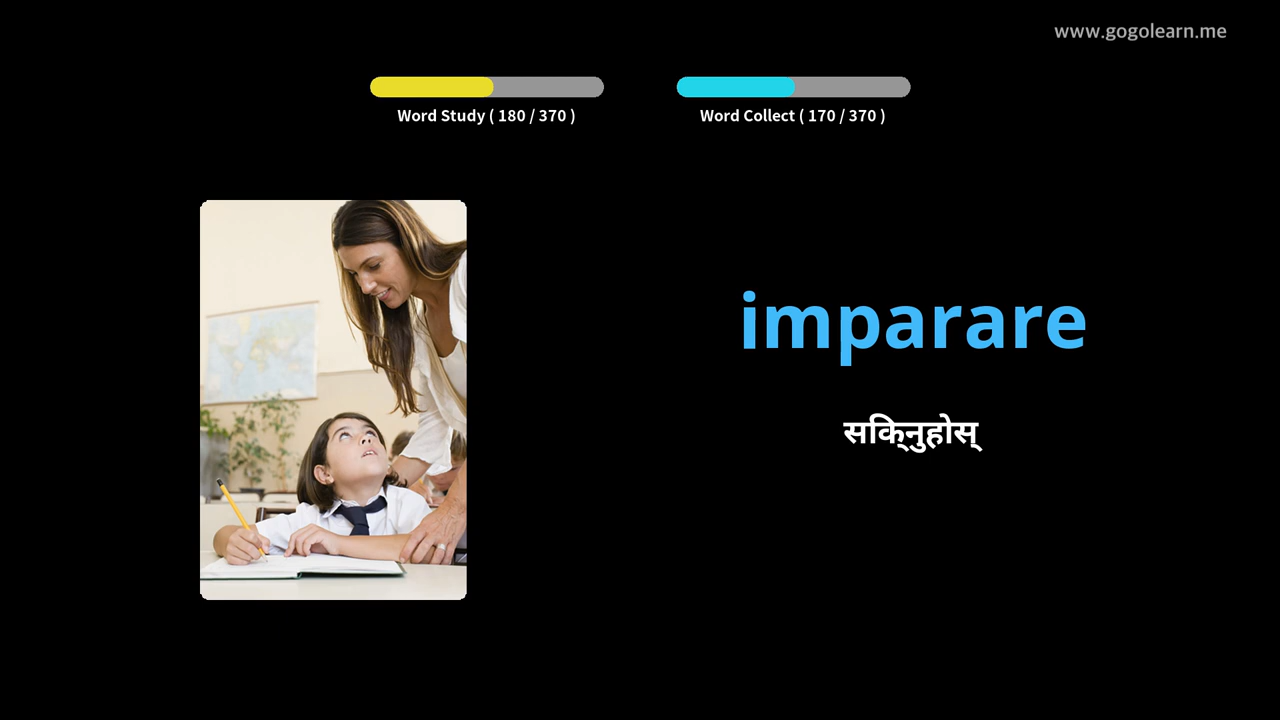 www.gogolearn.me
Word Study ( 180 / 370 )
Word Collect ( 170 / 370 )
imparare
सक्नुिहोस्